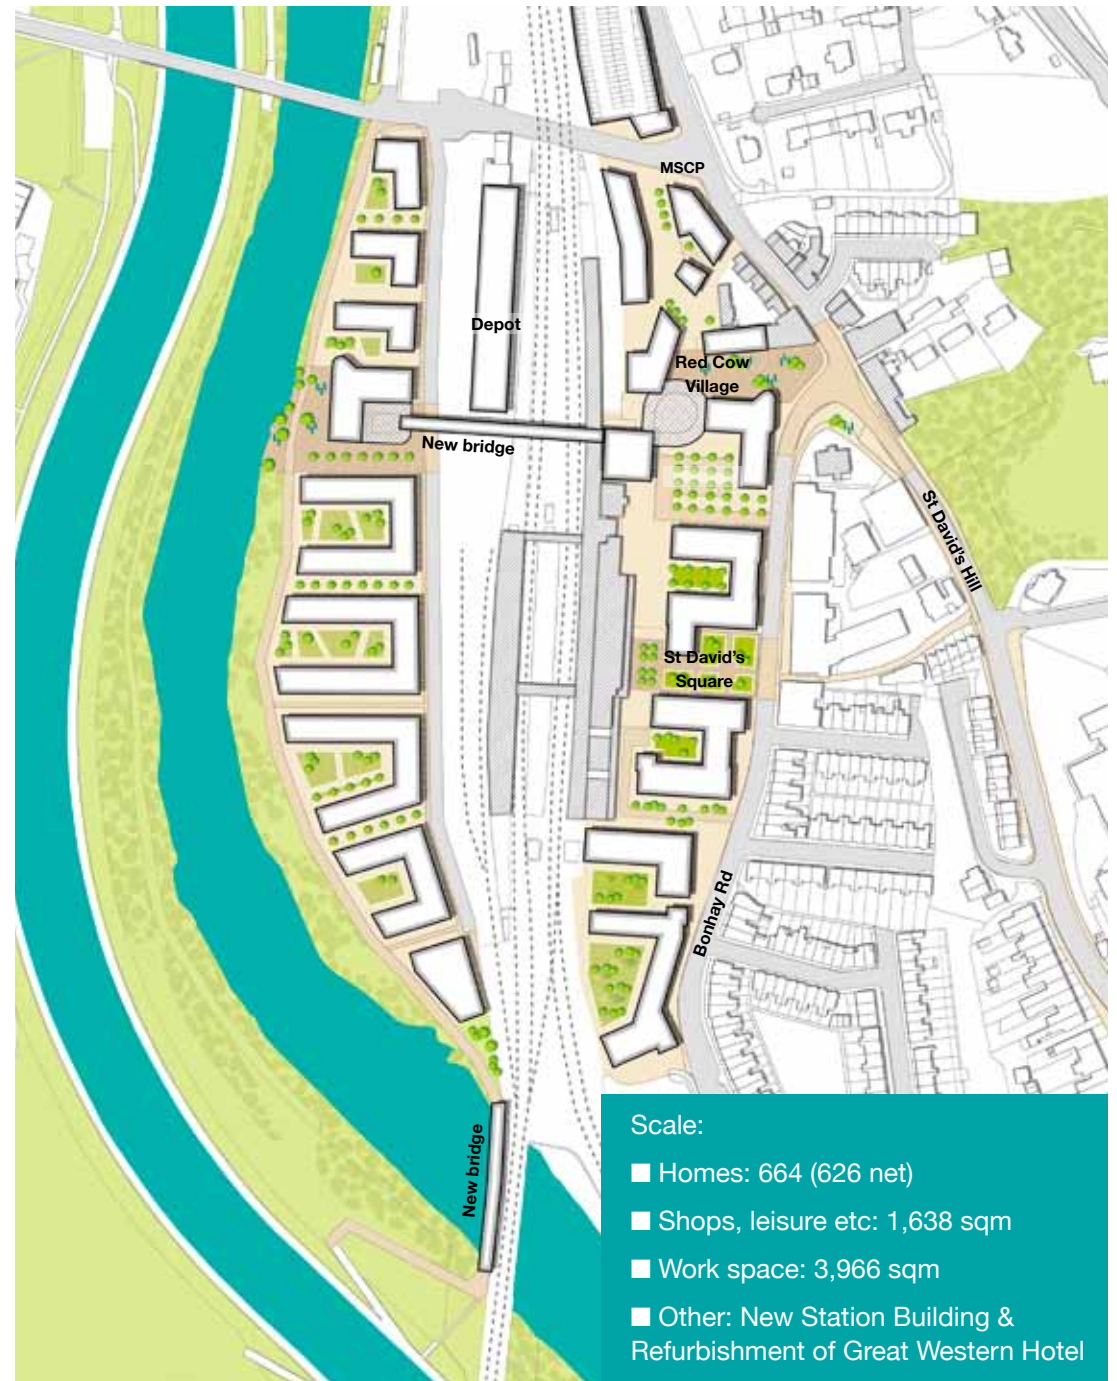 MSCP
Depot
Red Cow
Village
New bridge
St David's Hill
St David's
Square
Bonhay Rd
New bridge
Scale:
■ Homes: 664 (626 net)
■ Shops, leisure etc: 1,638 sqm
■ Work space: 3,966 sqm
■ Other: New Station Building &
Refurbishment of Great Western Hotel